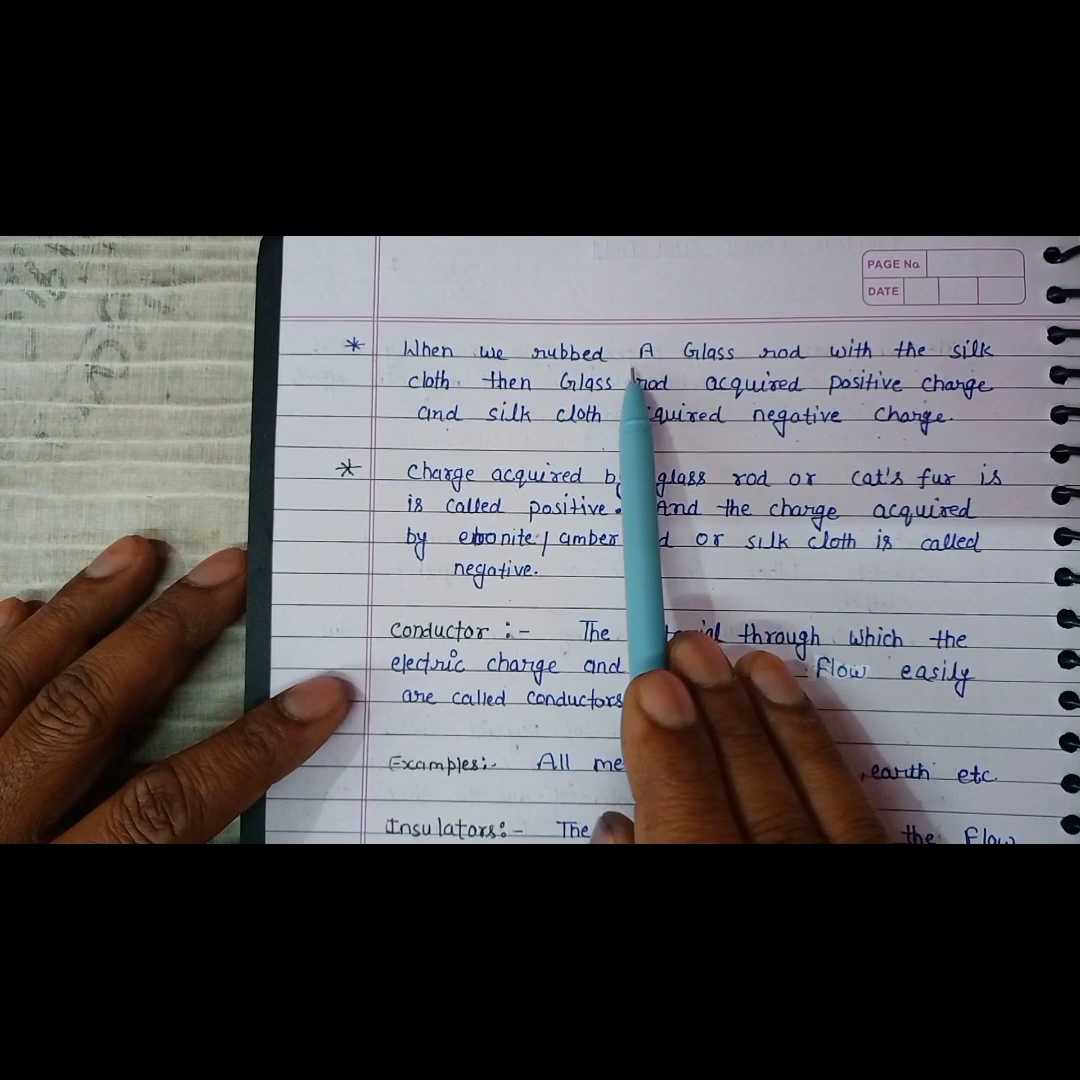 PAGE No.
DATE
* When we rubbed A Glass rod with the silk
cloth. then Glass rod acquired positive charge
and silk cloth negative charge.
* charge acquired glass rod or cat's fur is
is called positive. And the charge acquired
by ebonite/amber or silk cloth is called
negative.
Conductor :- The through which the
electric charge and flow easily
are called conductors
Examples:- All , earth etc.
Insulators:- The the flow